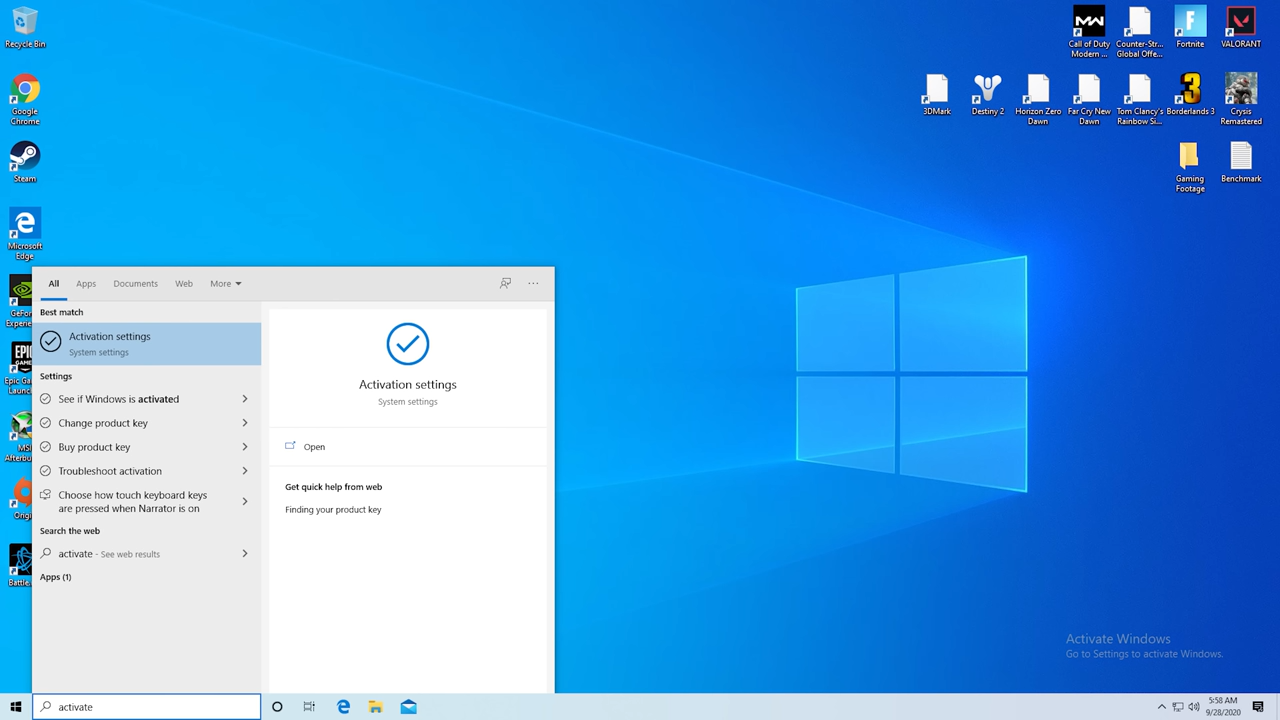 Recycle Bin
Google
Chrome
Steam
Microsoft
Edge
GeFor
Experien
Epic Ga
Launc
MSI
Afterbu
Origi
Battle.
Call of Duty
Modern ...
Counter-Str...
Global Offe...
Fortnite
VALORANT
3DMark
Destiny 2
Horizon Zero
Dawn
Far Cry New
Dawn
Tom Clancy's
Rainbow Si...
Borderlands 3
Crysis
Remastered
Gaming
Footage
Benchmark
All Apps Documents Web More
Best match
Activation settings
System settings
Settings
See if Windows is activated
Change product key
Buy product key
Troubleshoot activation
Choose how touch keyboard keys
are pressed when Narrator is on
Search the web
activate - See web results
Apps (1)
Activation settings
System settings
Open
Get quick help from web
Finding your product key
Activate Windows
Go to Settings to activate Windows.
activate
5:58 AM
9/28/2020